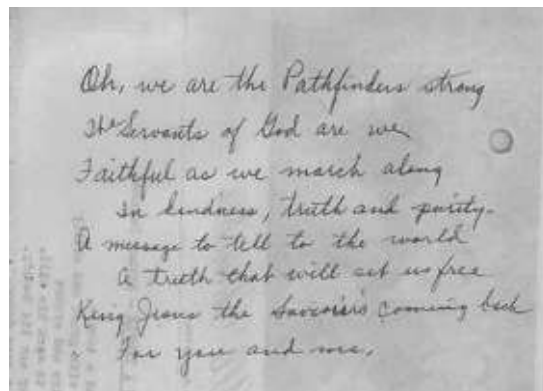 Oh, we are the Pathfinders strong
The Servants of God are we
Faithful as we march along
In kindness, truth and purity.
A message to tell to the world
A truth that will set us free
King Jesus the Saviour's coming back
For you and me.